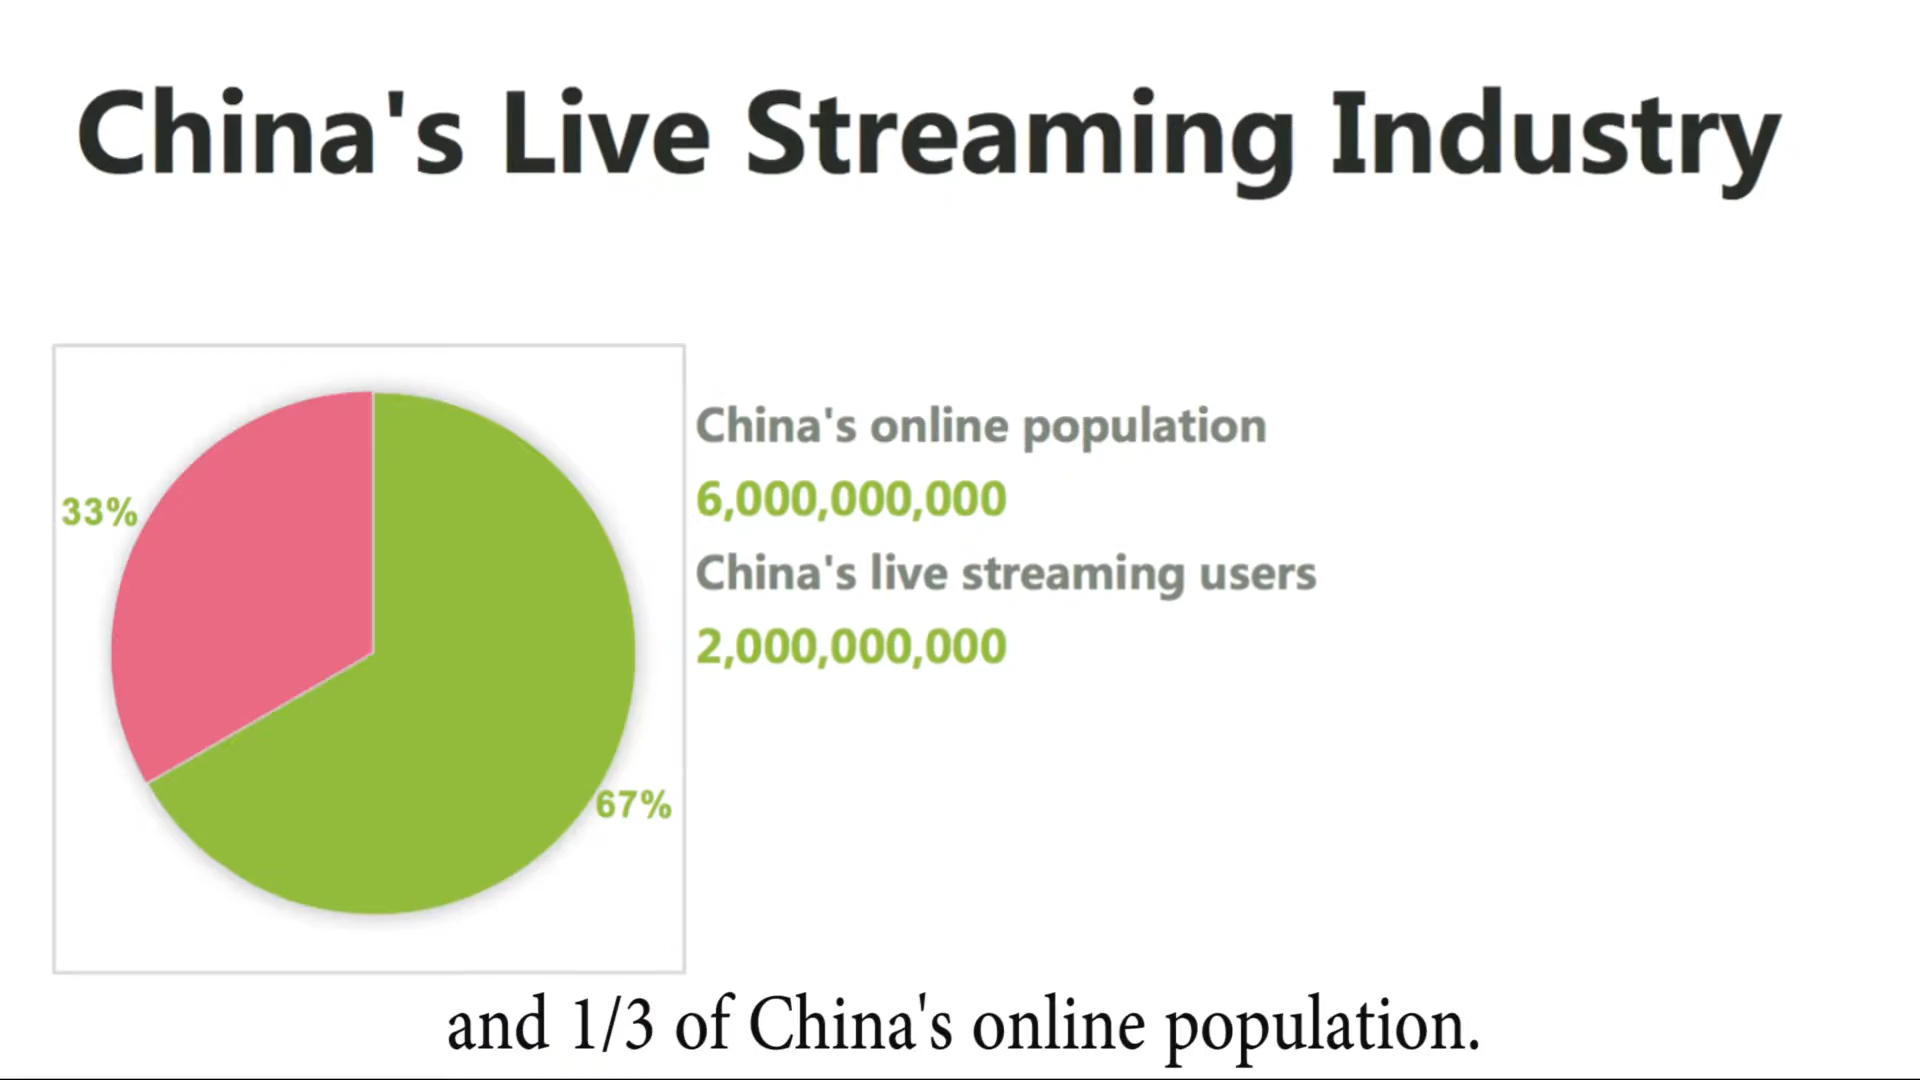 China's Live Streaming Industry
33%
67%
China's online population
6,000,000,000
China's live streaming users
2,000,000,000
and 1/3 of China's online population.